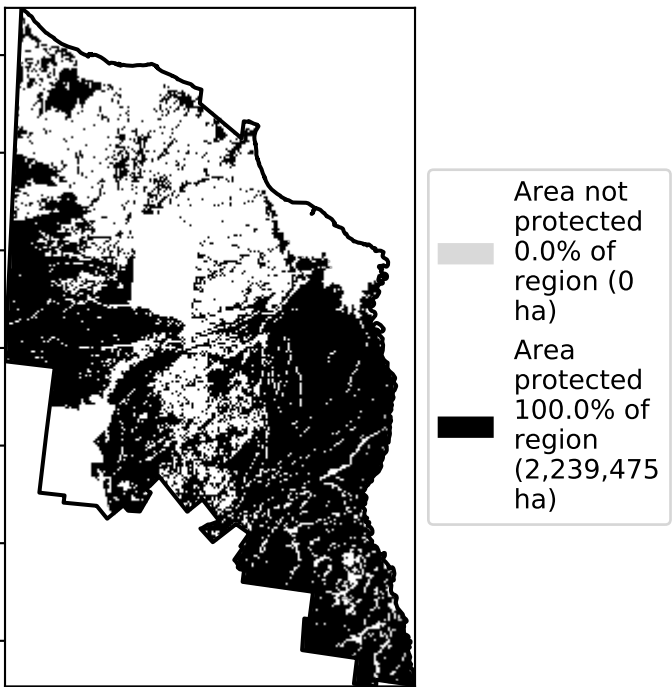 Area not
protected
0.0% of
region (0
ha)
Area
protected
100.0% of
region
(2,239,475
ha)